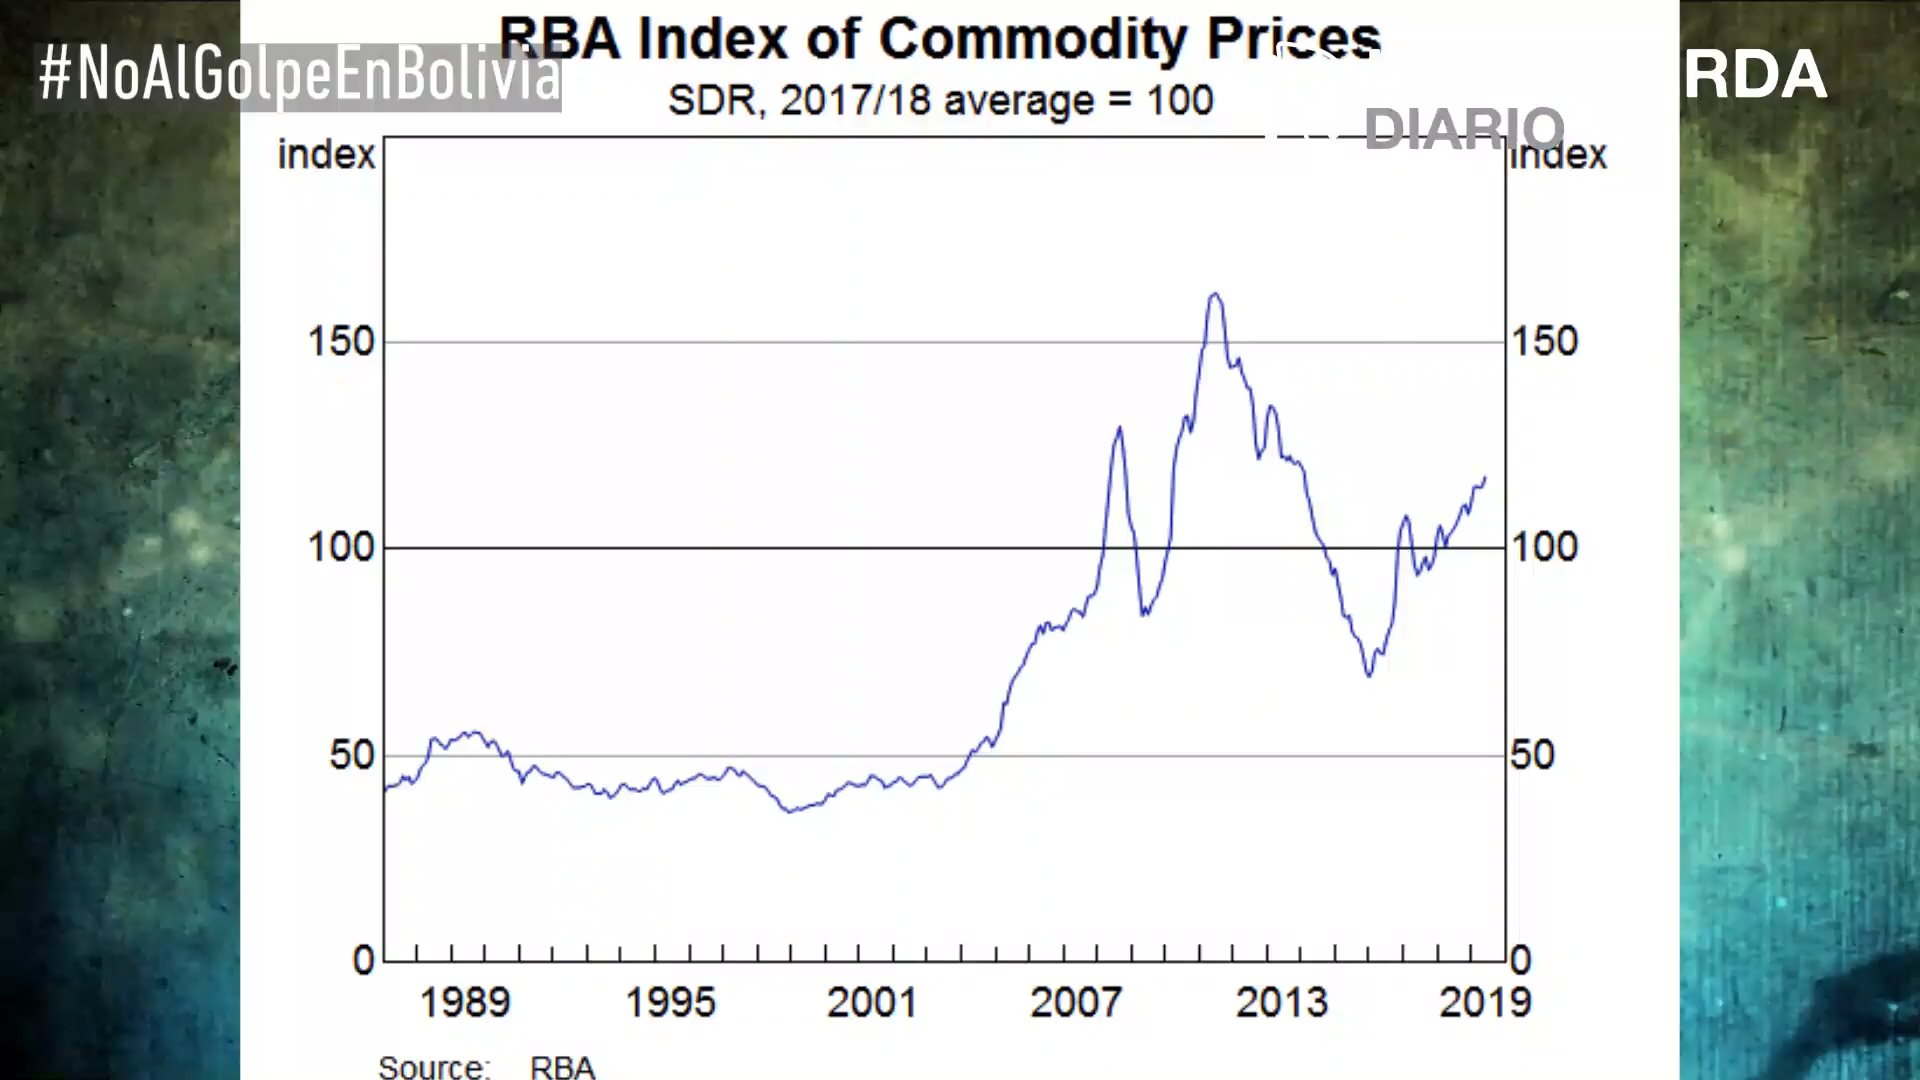 RBA Index of Commodity Prices
#NoAlGolpeEnBolivia
RDA
SDR, 2017/18 average = 100
DIARIO
index
index
150
150
100
100
50
50
0
0
1989 1995 2001 2007 2013 2019
Source: RBA